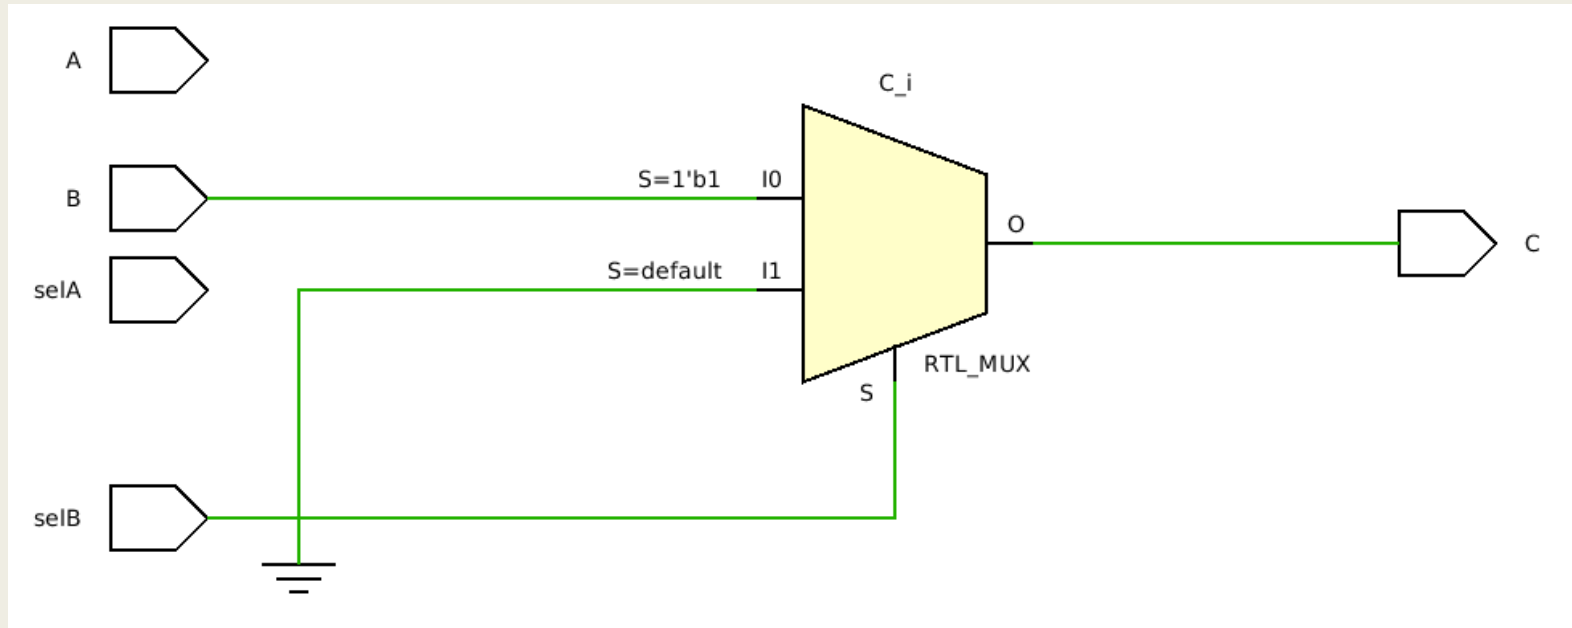 A
C_i
S=1'b1 I0
B
O
C
S=default I1
selA
RTL_MUX
S
selB